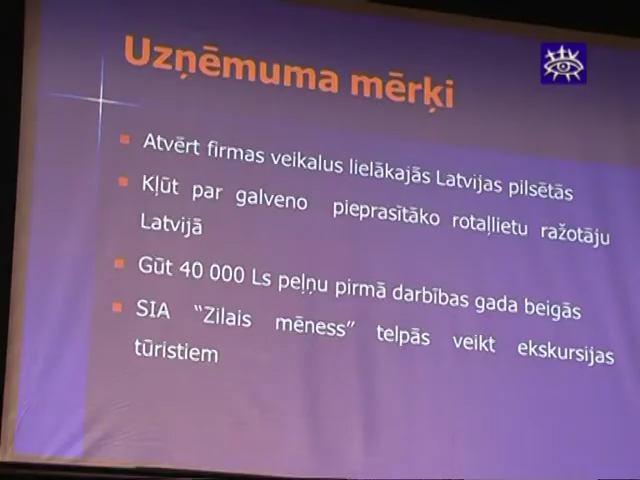 Uzņēmuma mērķi
Atvērt firmas veikalus lielākajās Latvijas pilsētās
Kļūt par galveno pieprasītāko rotaļlietu ražotāju
Latvijā
Gūt 40 000 Ls peļņu pirmā darbības gada beigās
SIA “Zilais mēness” telpās veikt ekskursijas
tūristiem